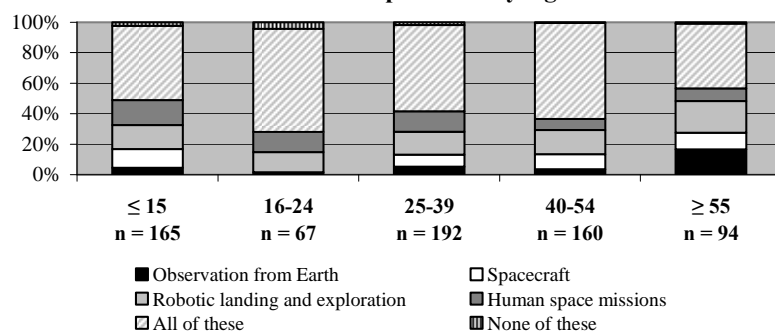 100%
80%
60%
40%
20%
0%
≤ 15 16-24 25-39 40-54 ≥ 55
n = 165 n = 67 n = 192 n = 160 n = 94
Observation from Earth Spacecraft
Robotic landing and exploration Human space missions
All of these None of these